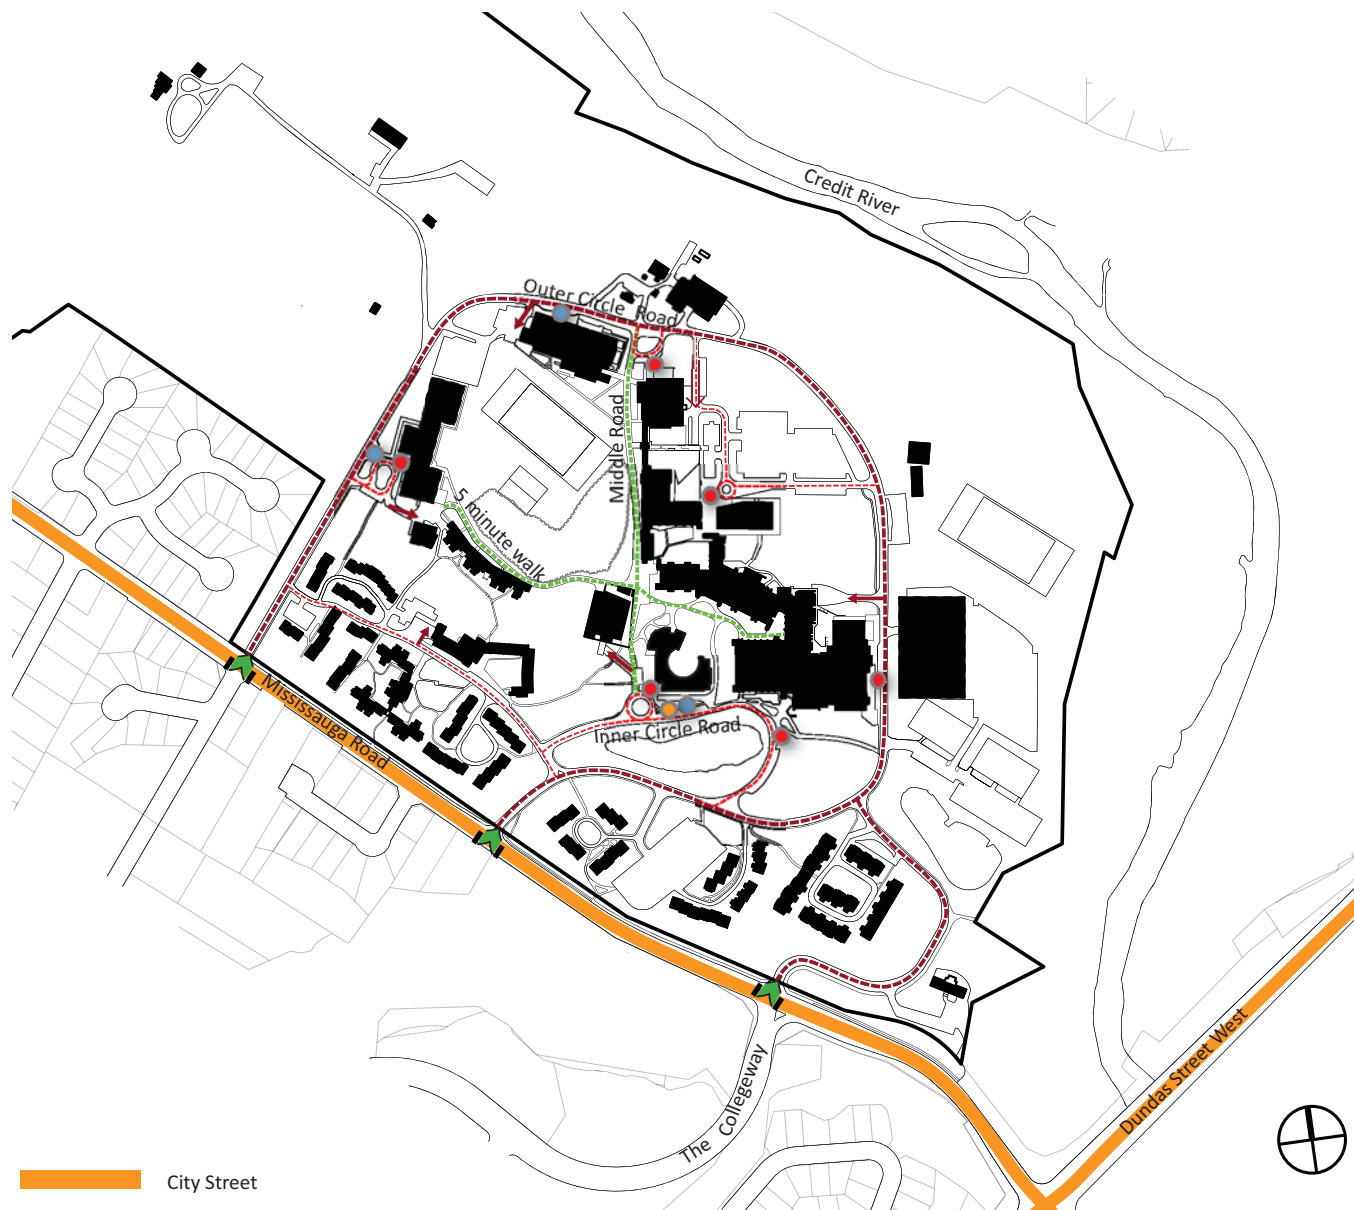 Credit River
Outer Circle Road
Middle Road
5 minute walk
Mississauga Road
Inner Circle Road
The Collegeway
Dundas Street West
City Street